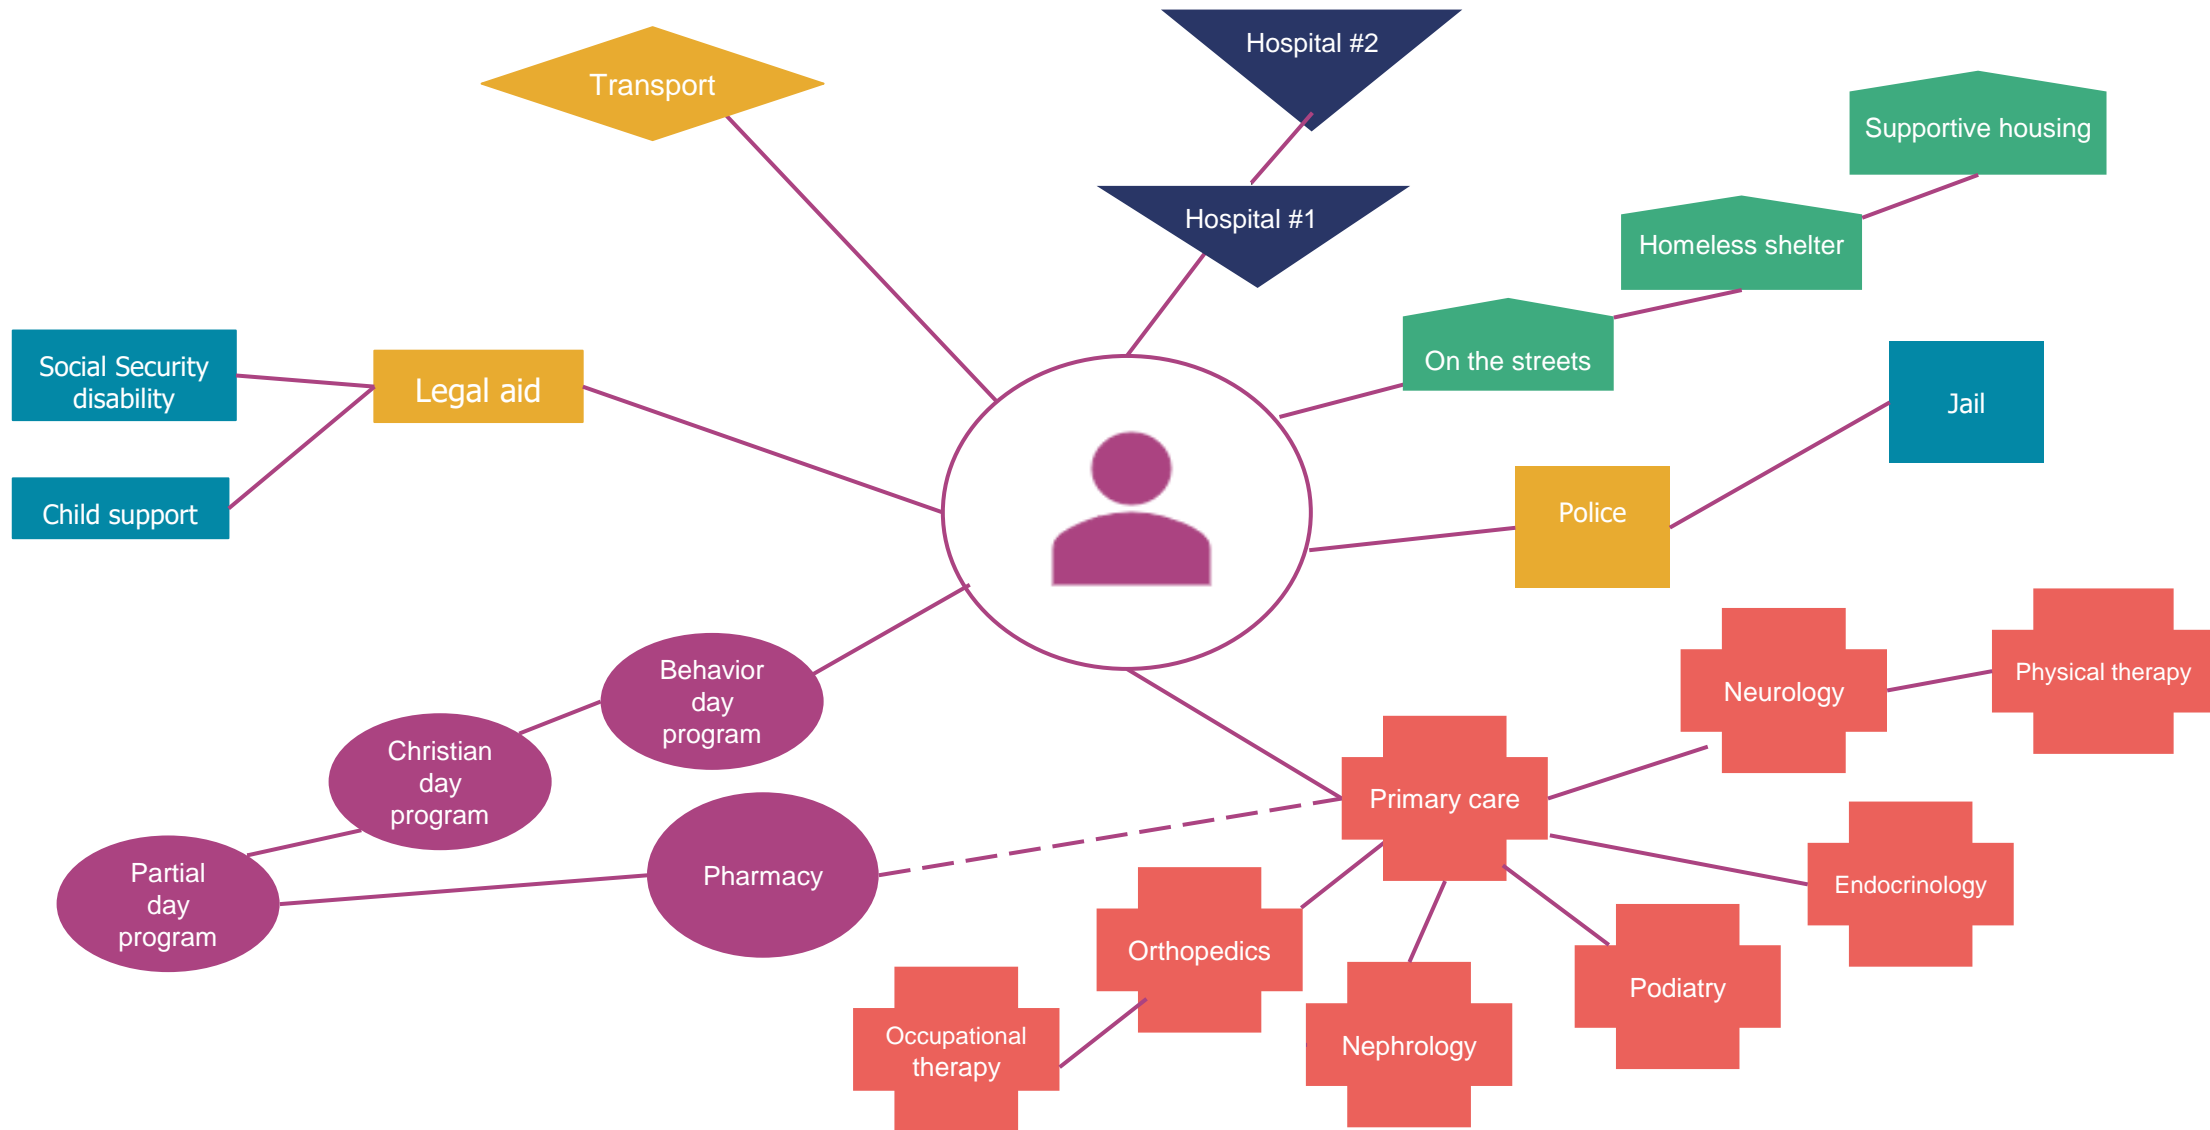 Hospital #2
Transport
Supportive housing
Hospital #1
Homeless shelter
On the streets
Social Security
disability
Legal aid
Jail
Child support
Police
Behavior
day
program
Neurology
Physical therapy
Christian
day
program
Primary care
Partial
day
program
Pharmacy
Endocrinology
Orthopedics
Podiatry
Occupational
therapy
Nephrology